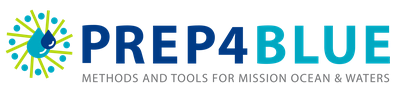 PREP4BLUE
METHODS AND TOOLS FOR MISSION OCEAN & WATERS